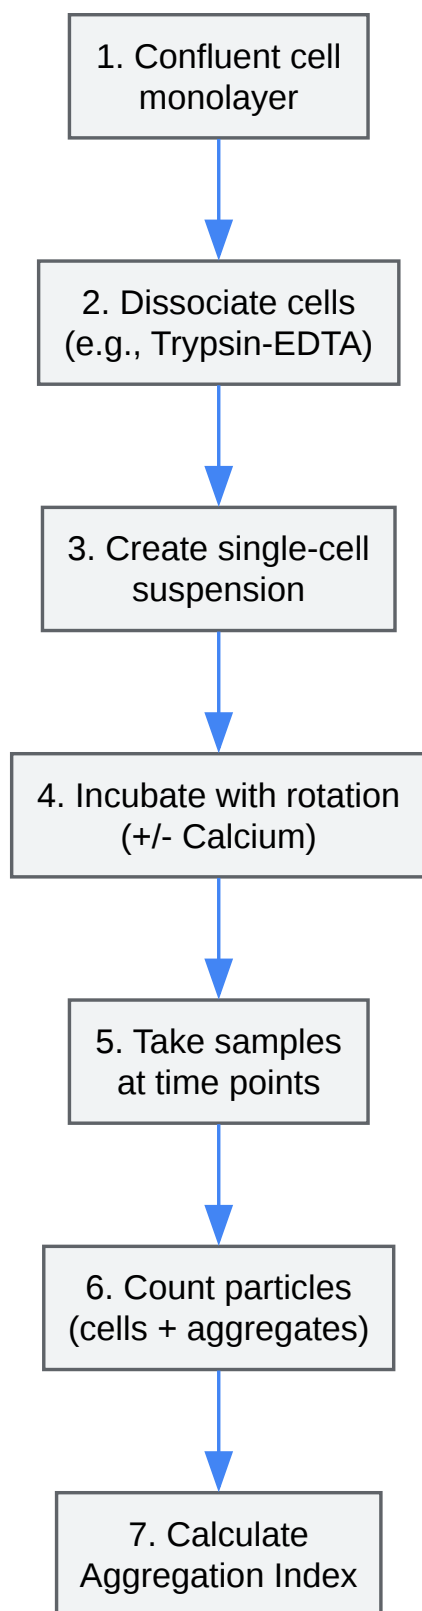 1. Confluent cell
monolayer
2. Dissociate cells
(e.g., Trypsin-EDTA)
3. Create single-cell
suspension
4. Incubate with rotation
(+/- Calcium)
5. Take samples
at time points
6. Count particles
(cells + aggregates)
7. Calculate
Aggregation Index